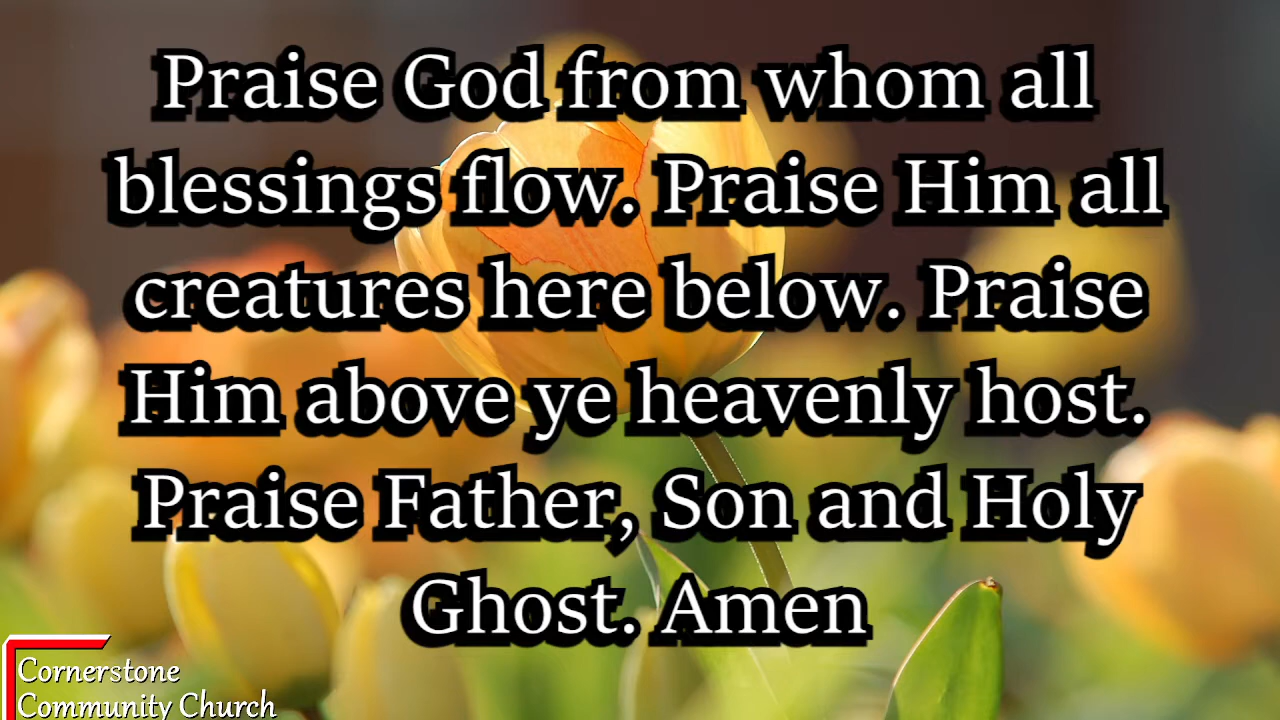 Praise God from whom all
blessings flow. Praise Him all
creatures here below. Praise
Him above ye heavenly host.
Praise Father, Son and Holy
Ghost. Amen
Cornerstone
Community Church